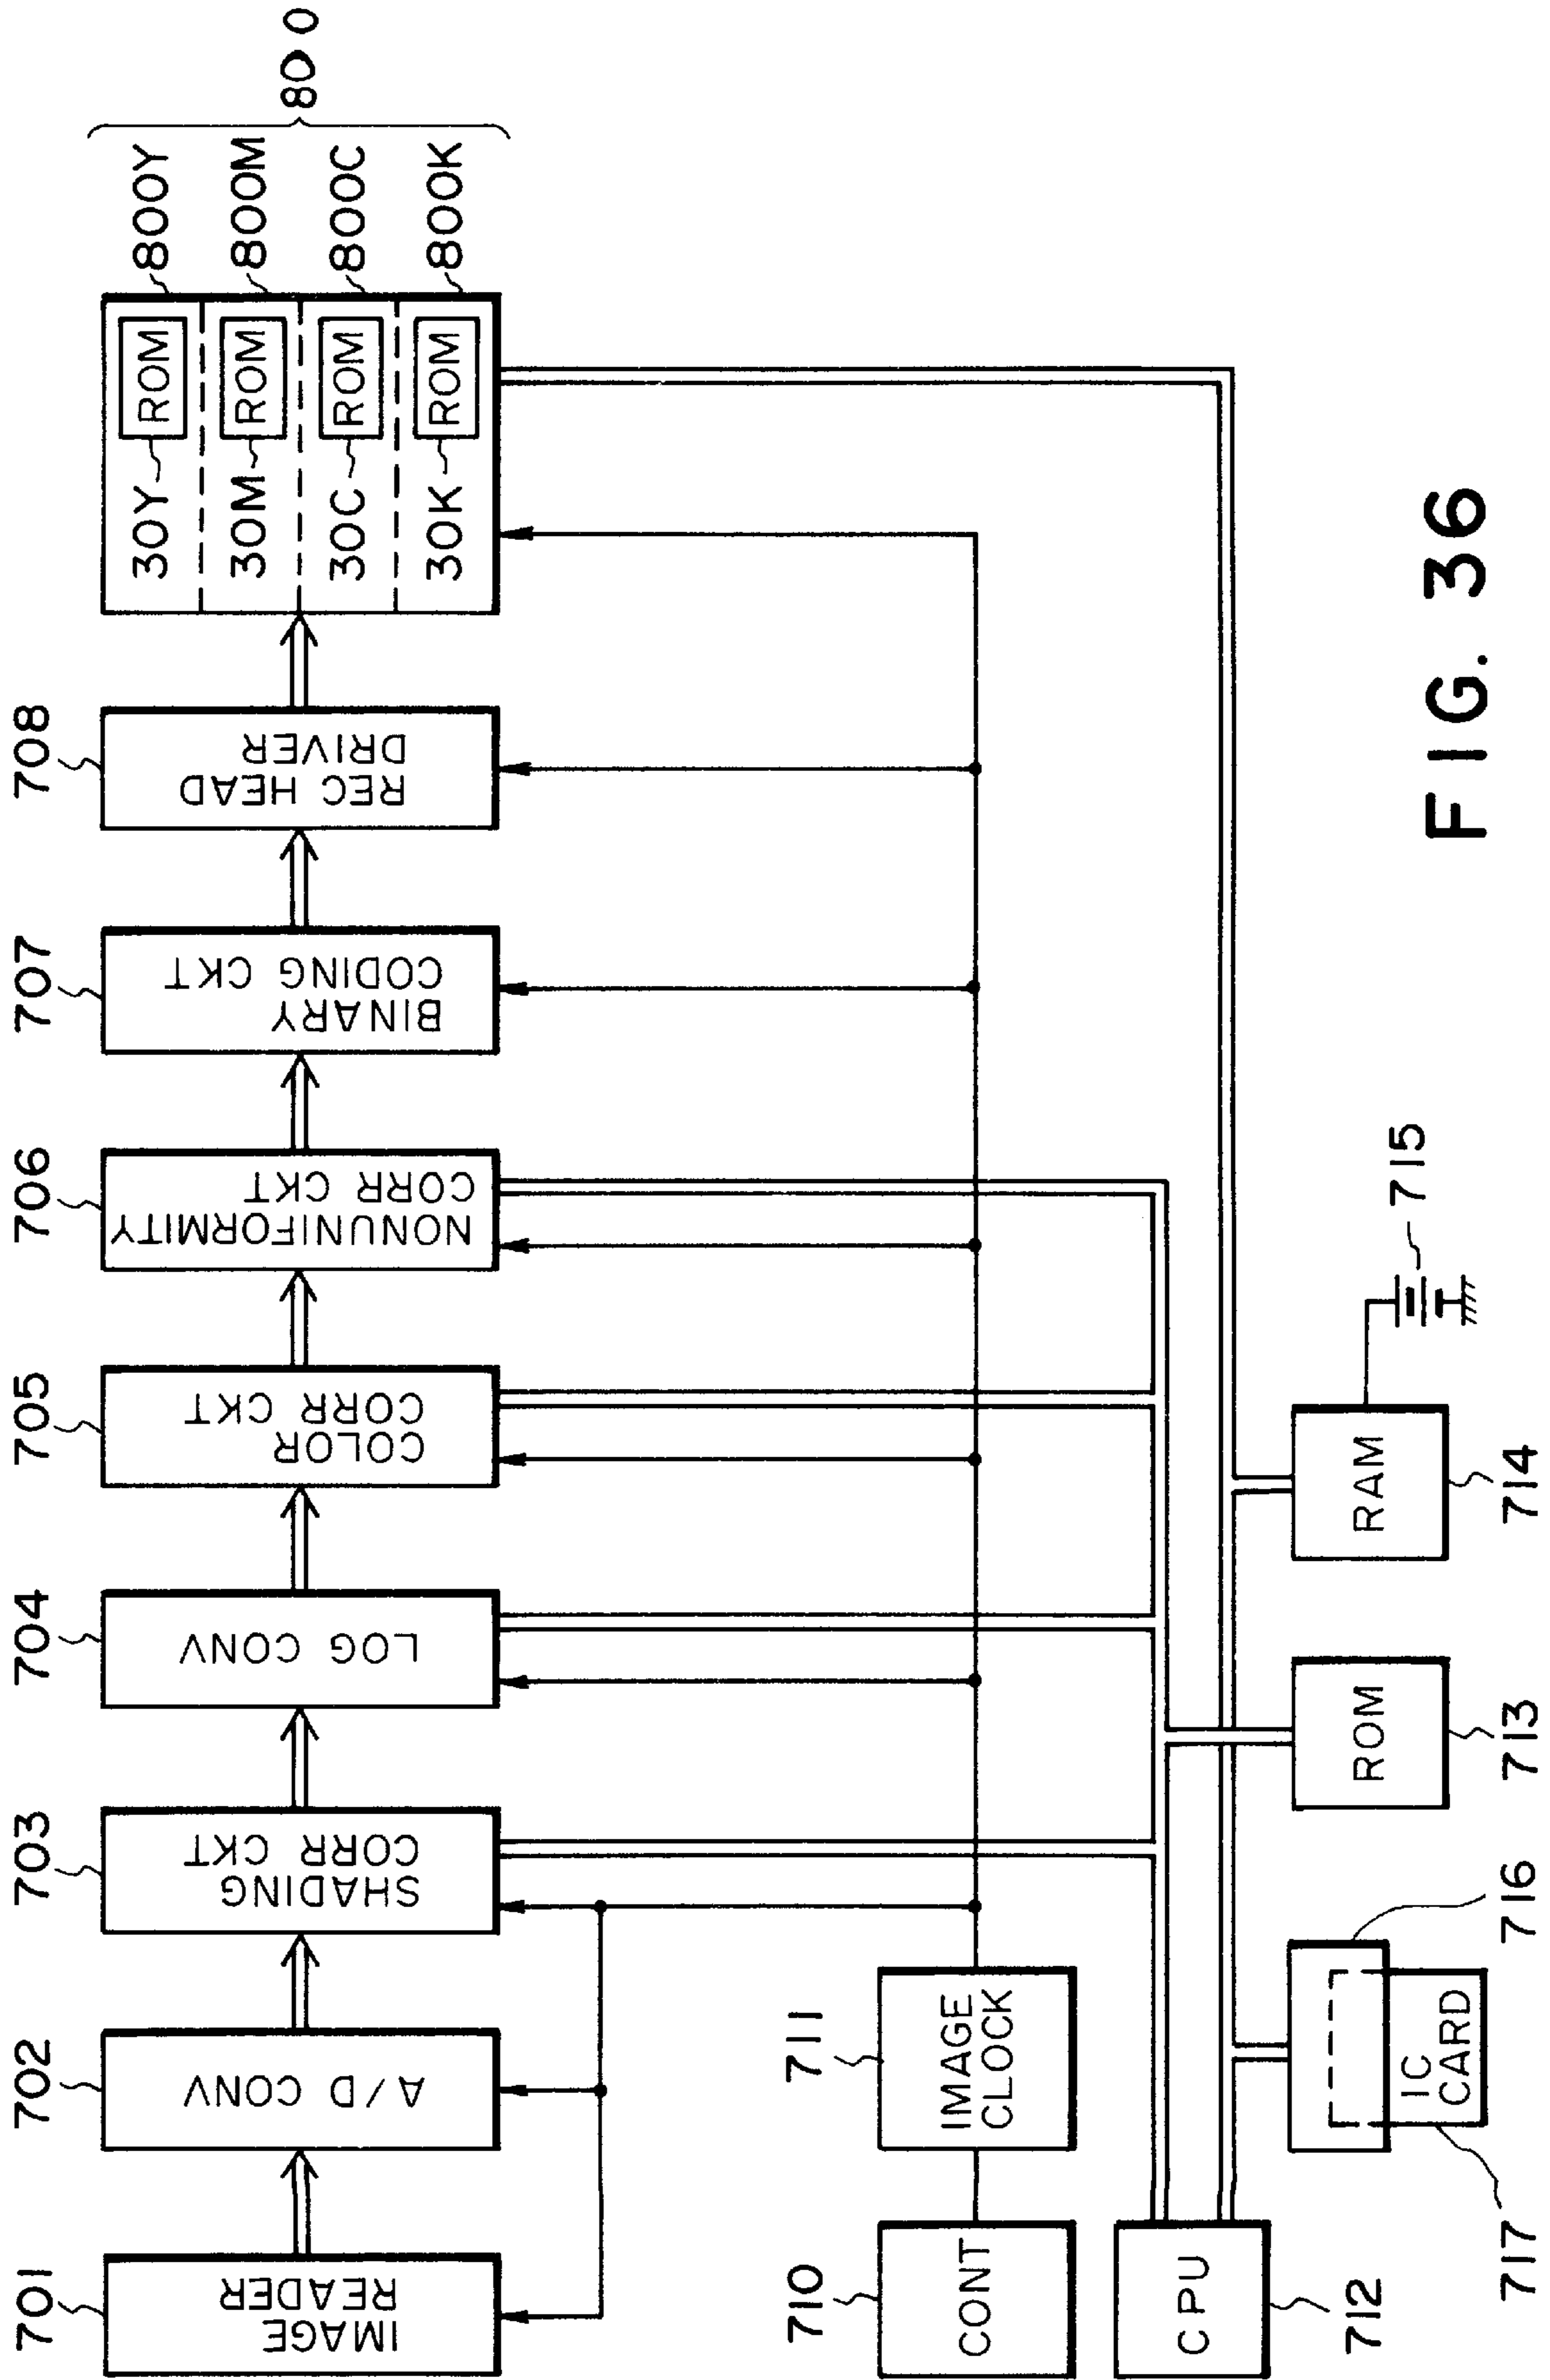 701
702
703
704
705
706
707
708
IMAGE
READER
A/D CONV
SHADING
CORR CKT
LOG CONV
COLOR
CORR CKT
NONUNIFORMITY
CORR CKT
BINARY
CODING CKT
REC HEAD
DRIVER
30Y
ROM
800Y
30M
ROM
800M
30C
ROM
800C
30K
ROM
800K
800
710
CONT
711
IMAGE
CLOCK
CPU
712
IC
CARD
717
716
ROM
713
RAM
714
715
FIG. 36